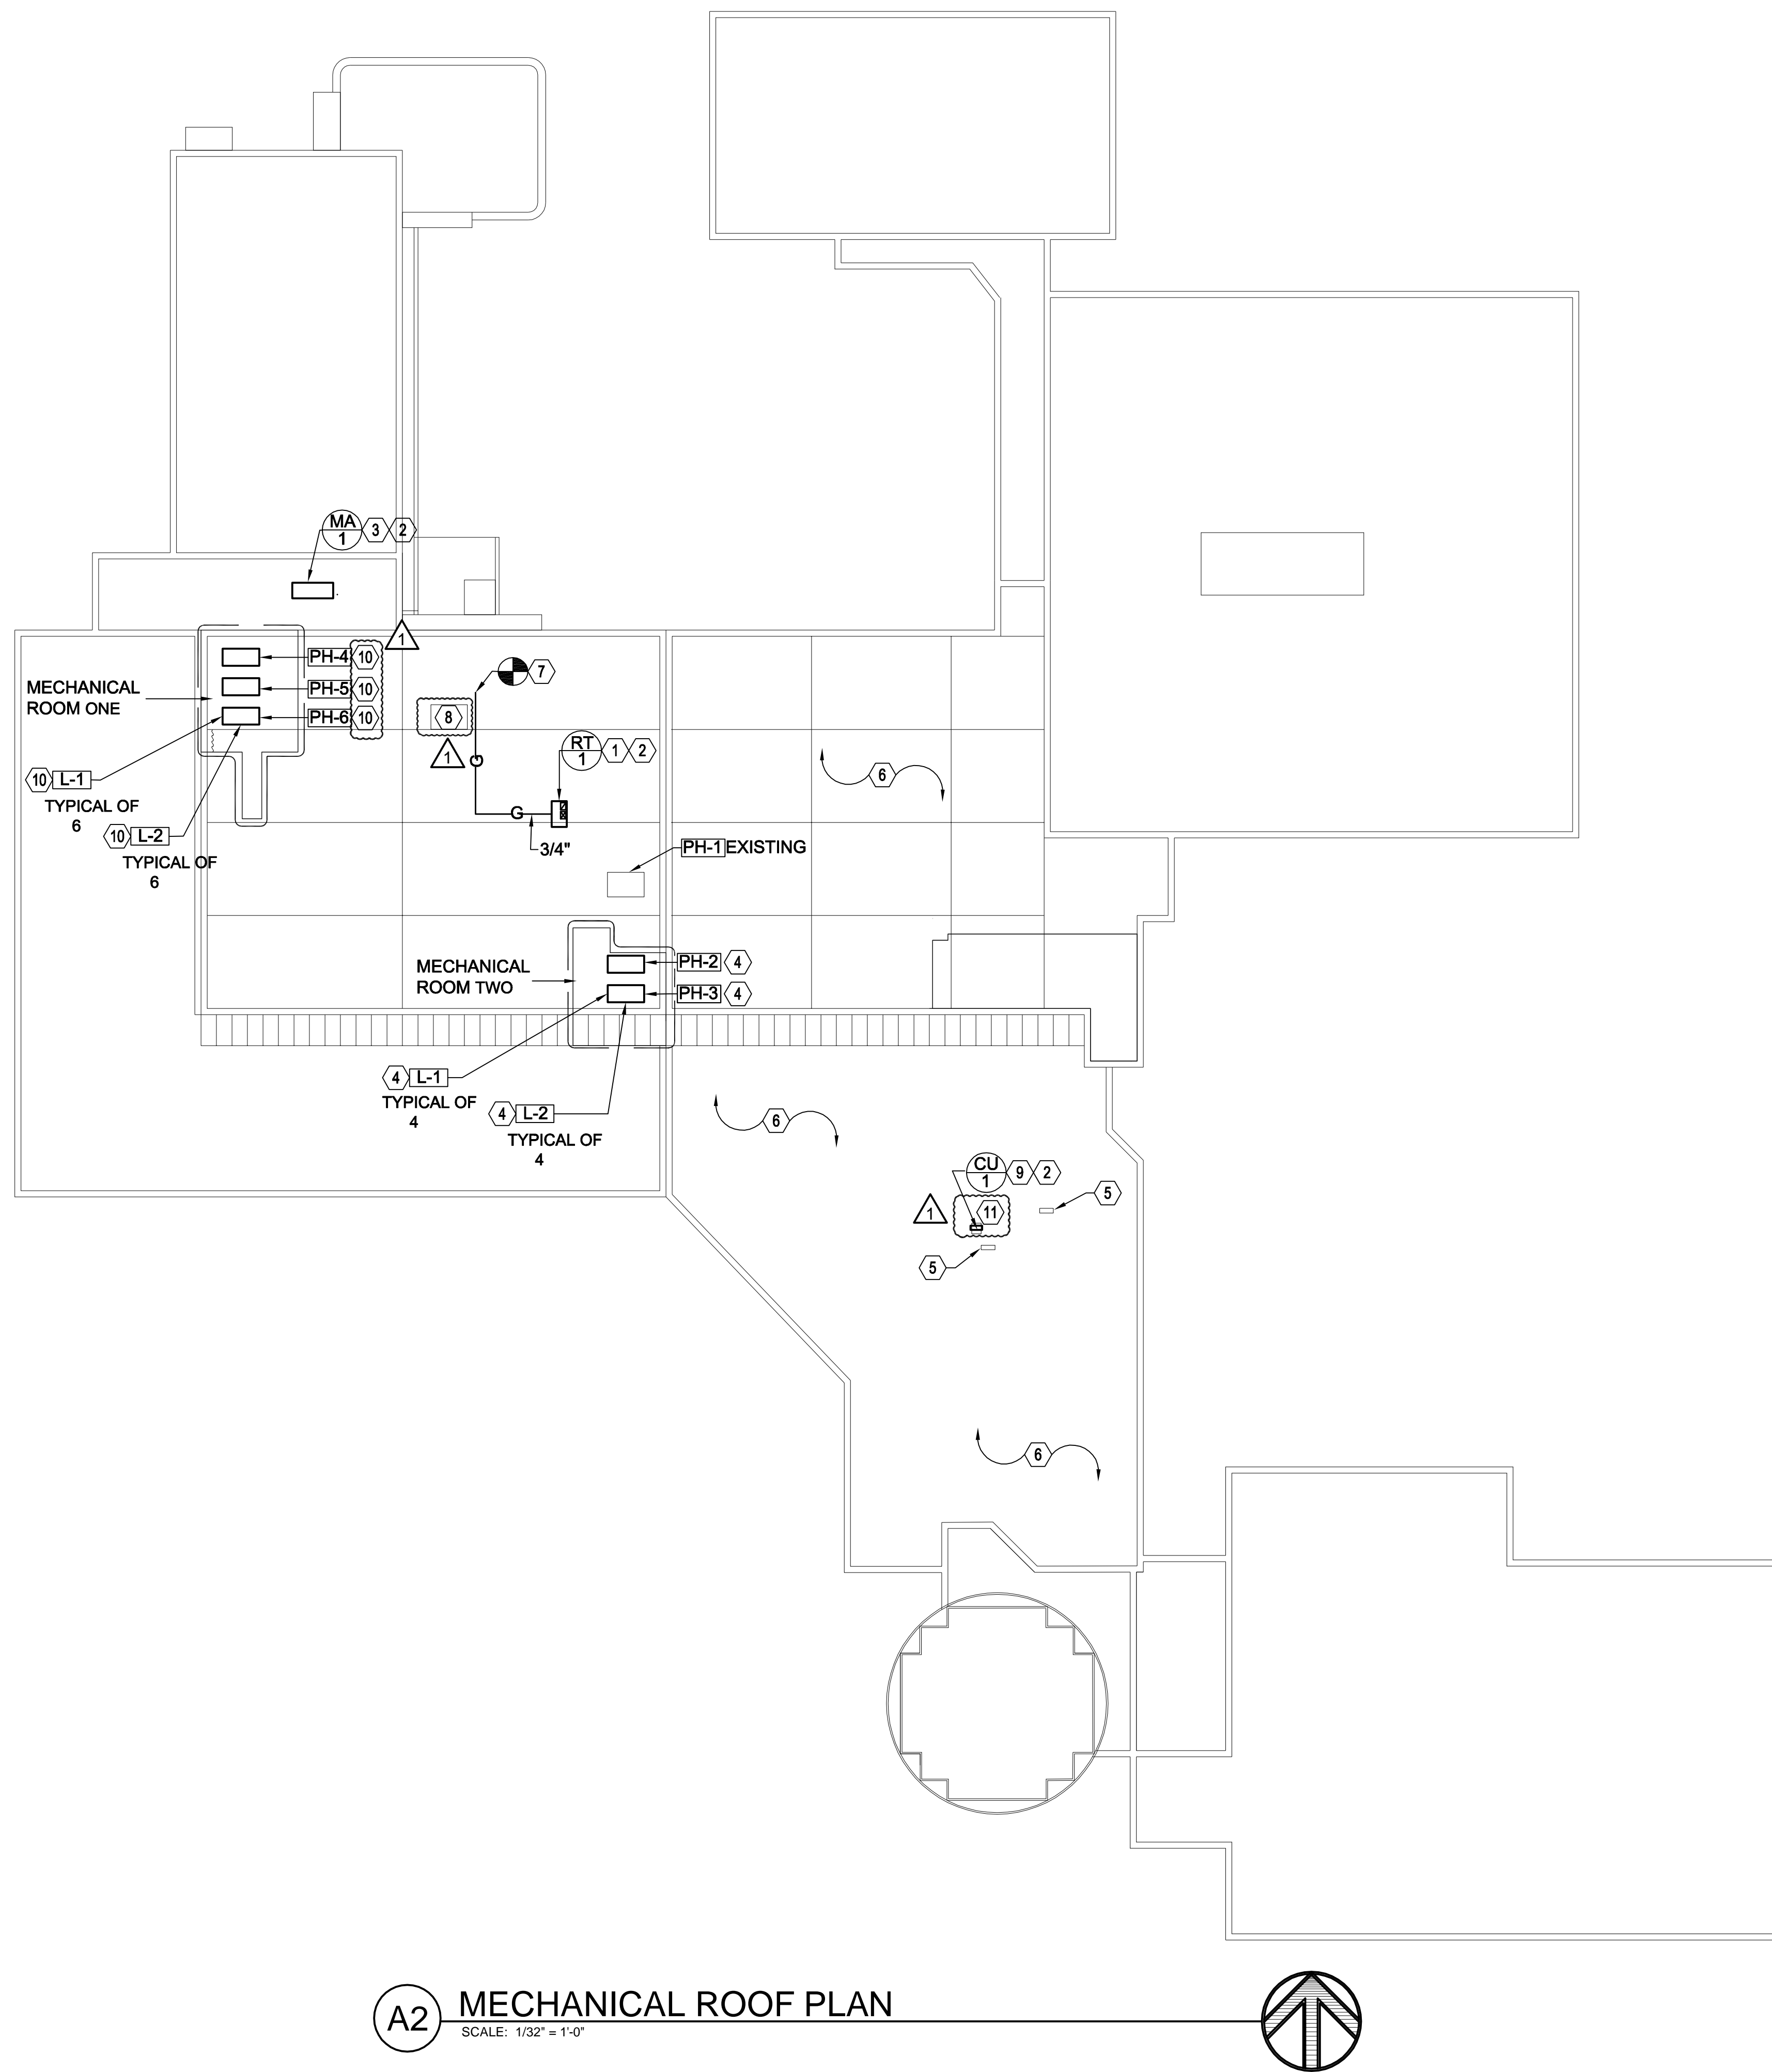 MA
1
3
2
1
PH-4
10
PH-5
10
PH-6
10
MECHANICAL
ROOM ONE
7
8
1
G
G
RT
1
1
2
3/4"
6
10
L-1
TYPICAL OF
6
10
L-2
TYPICAL OF
6
PH-1
EXISTING
MECHANICAL
ROOM TWO
PH-2
4
PH-3
4
4
L-1
TYPICAL OF
4
4
L-2
TYPICAL OF
4
6
CU
1
9
2
11
1
5
5
6
A2
MECHANICAL ROOF PLAN
SCALE: 1/32" = 1'-0"